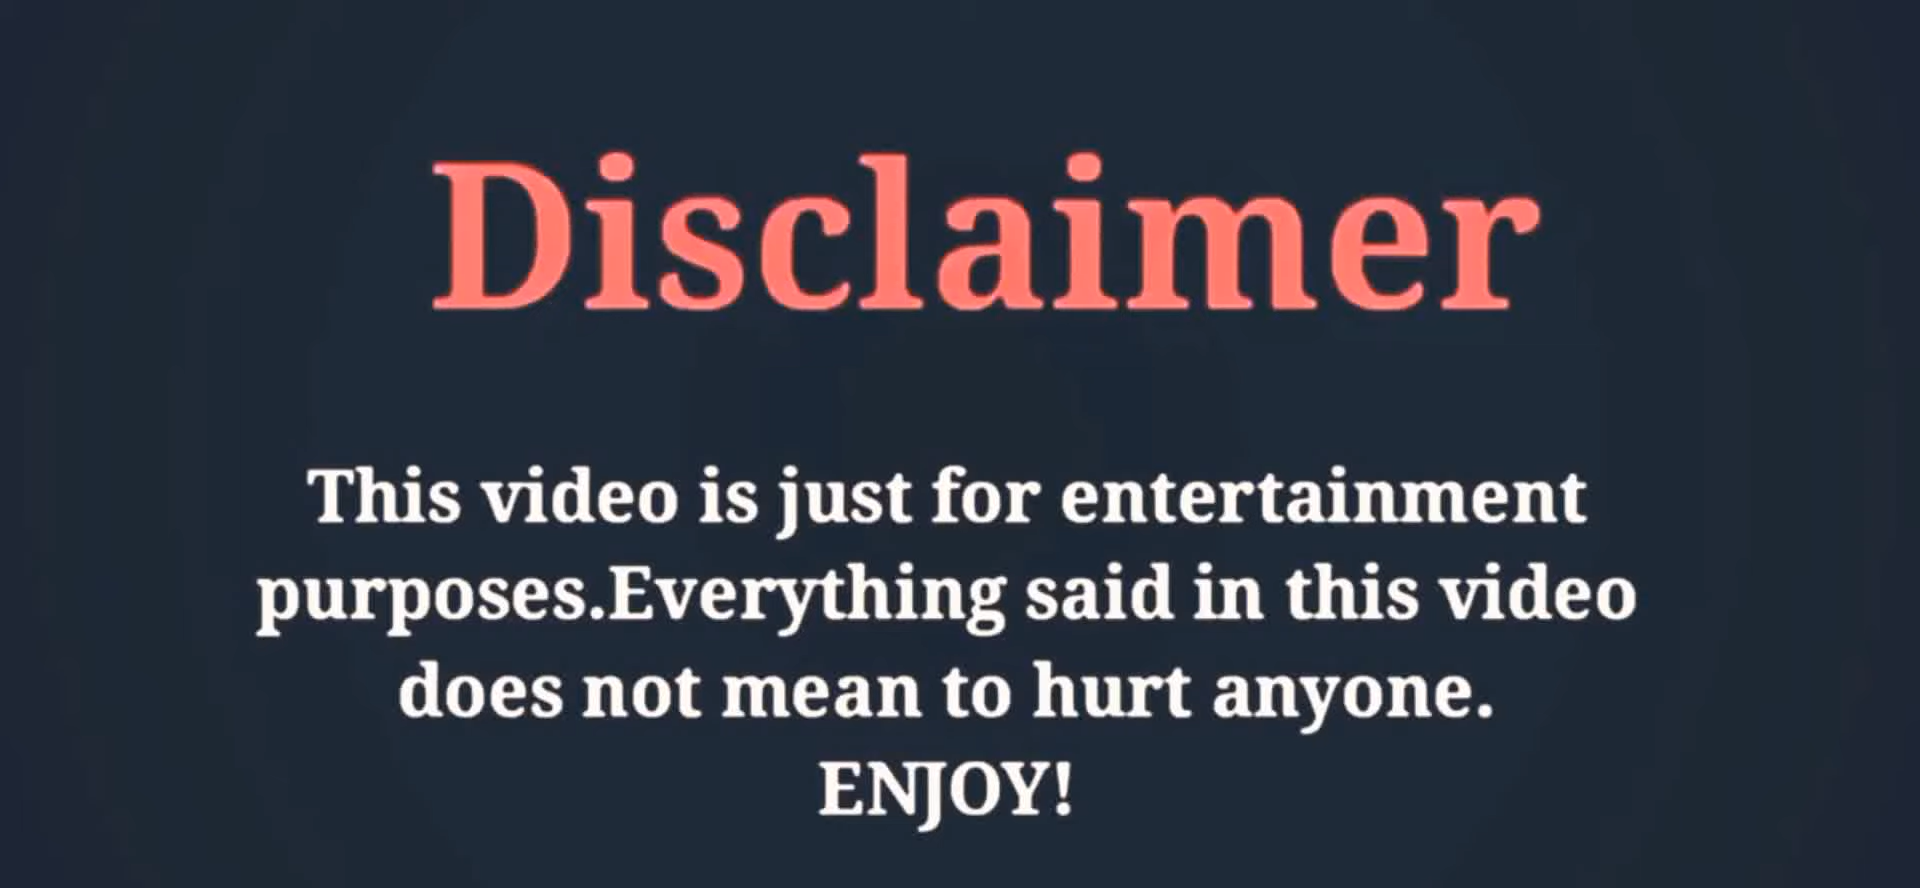 Disclaimer
This video is just for entertainment
purposes.Everything said in this video
does not mean to hurt anyone.
ENJOY!